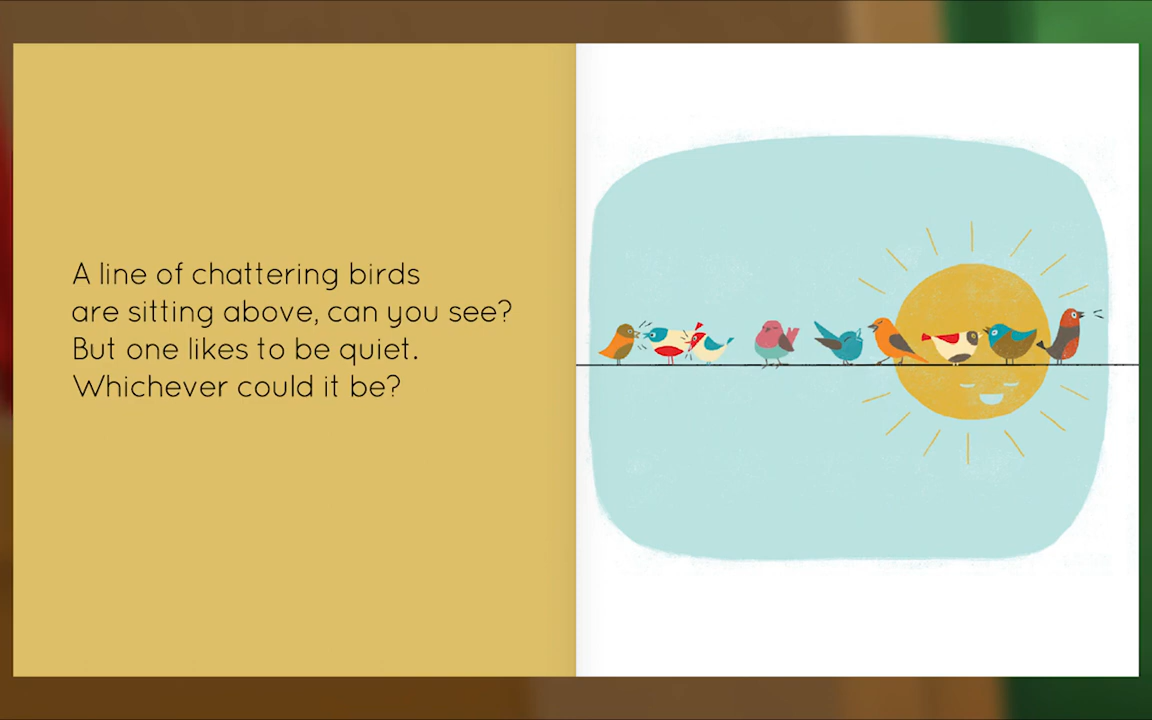 A line of chattering birds
are sitting above, can you see?
But one likes to be quiet.
Whichever could it be?